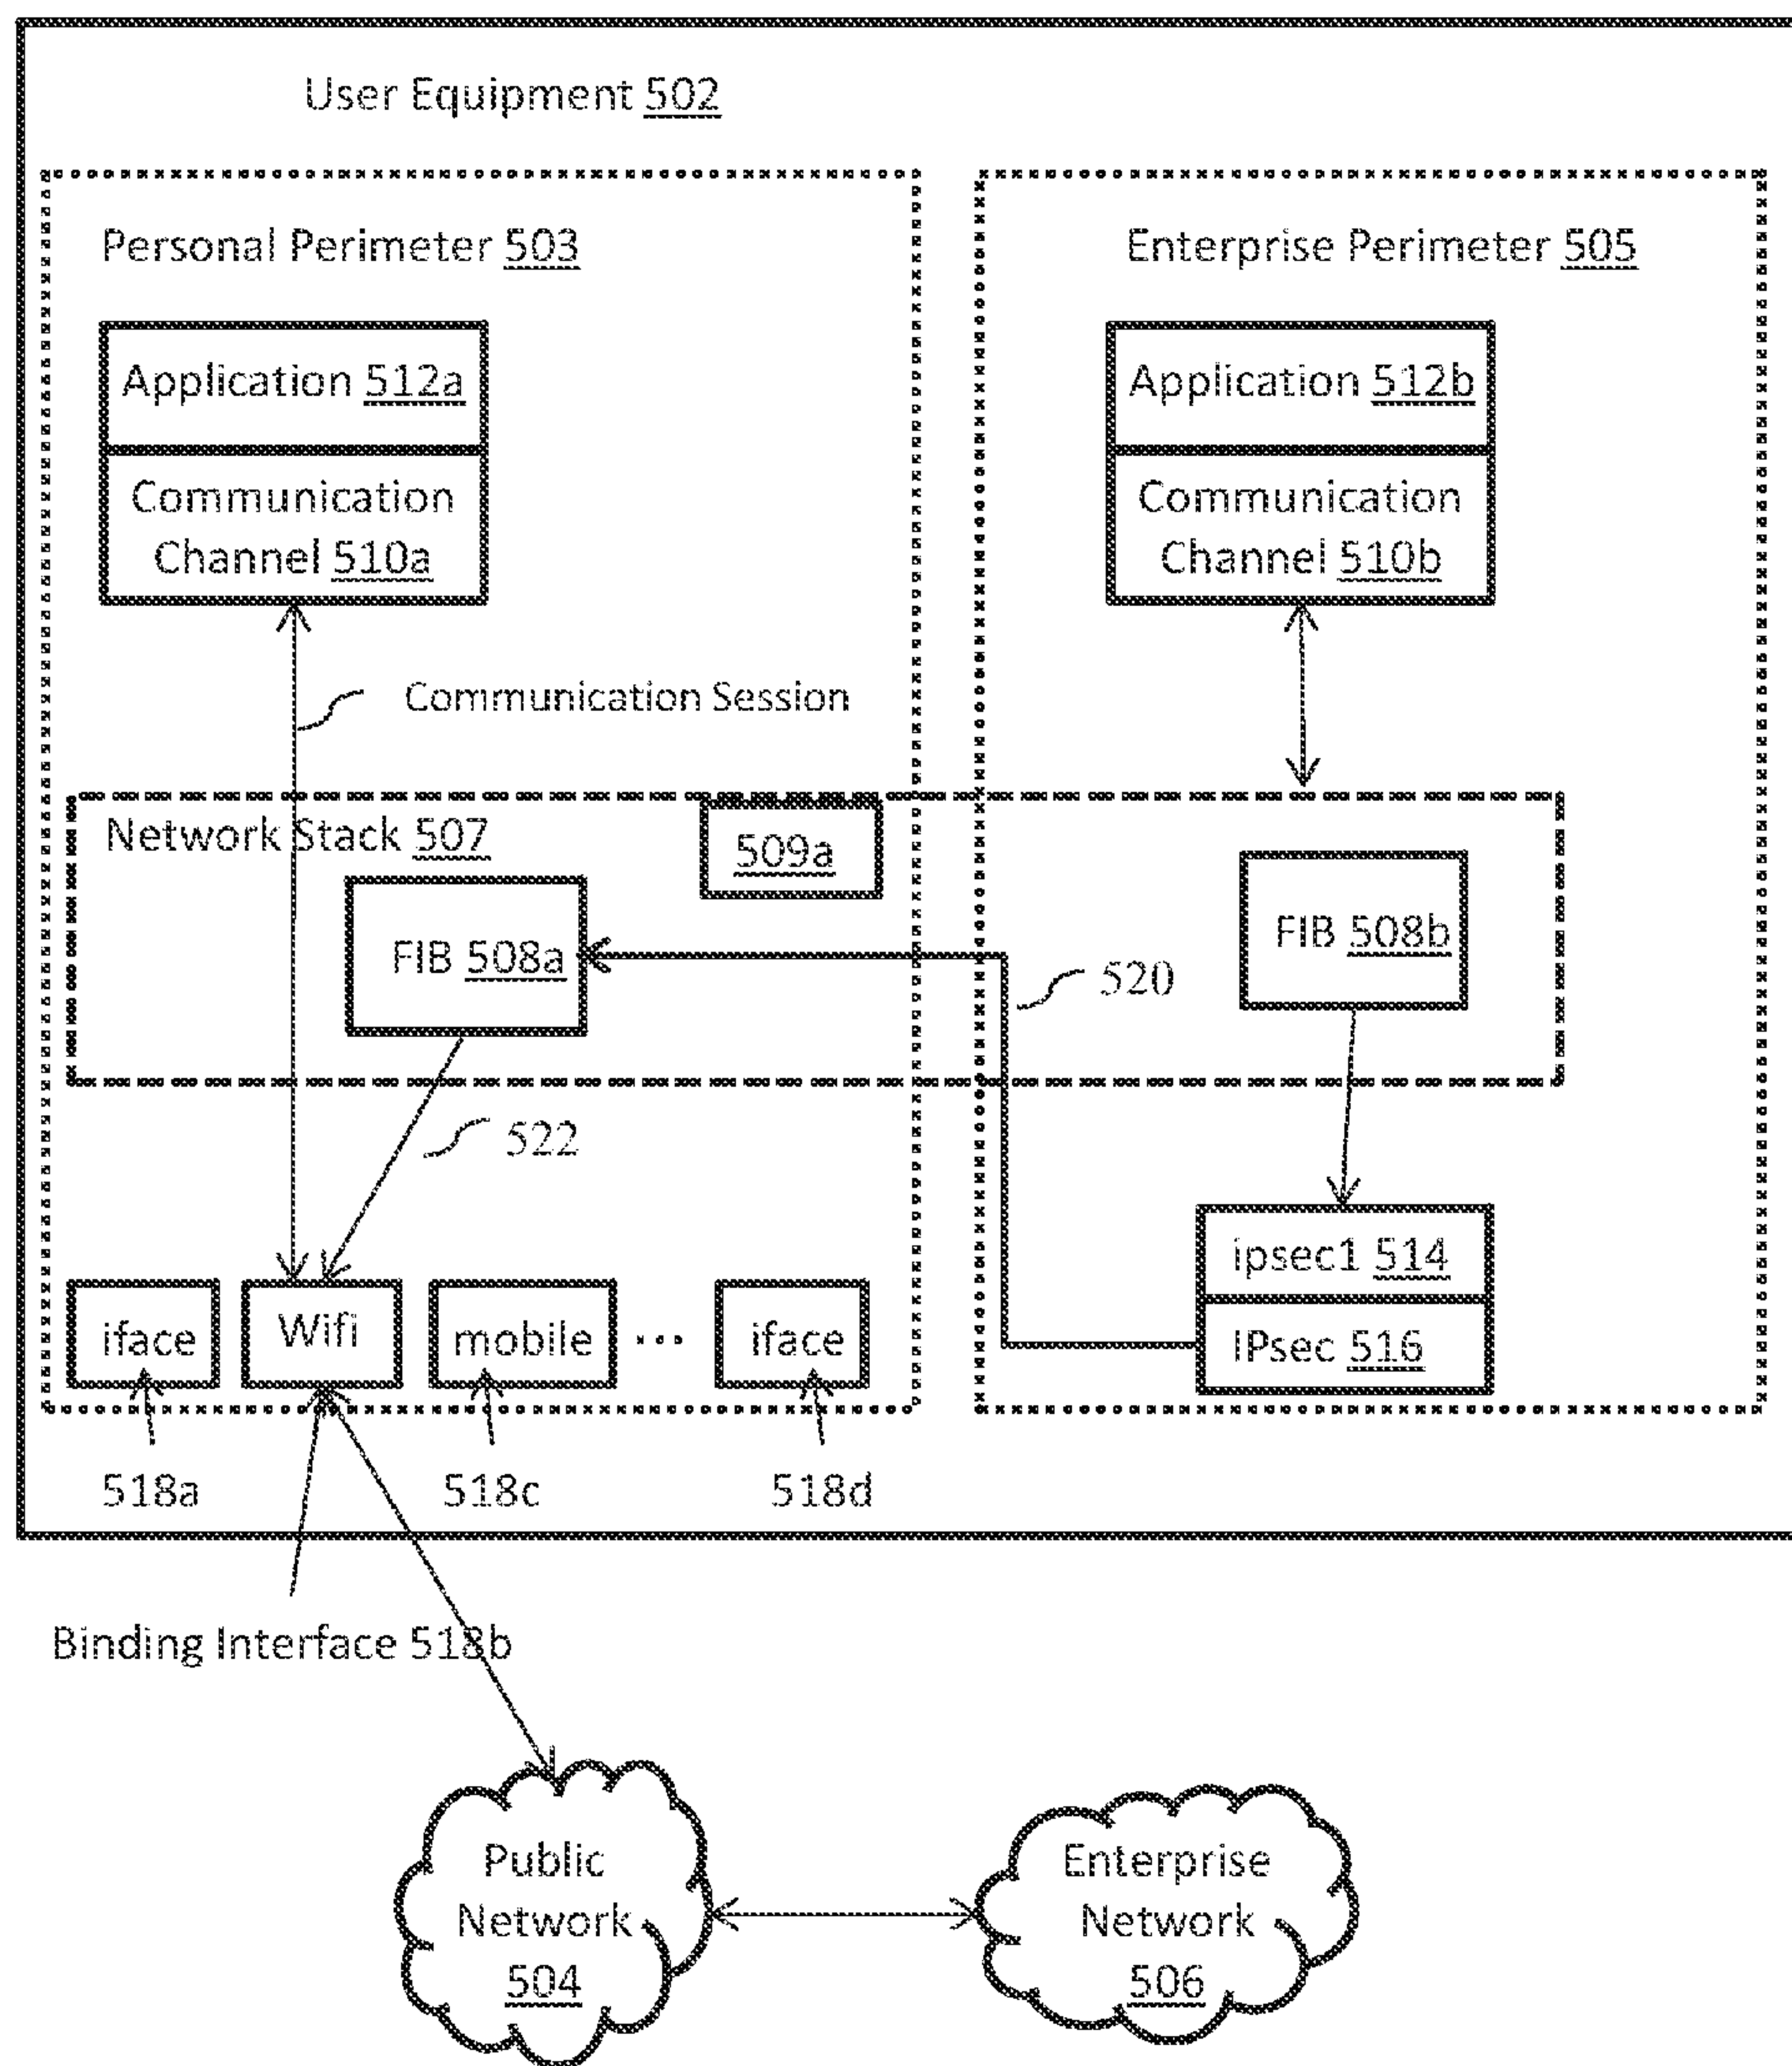 User Equipment 502
Personal Perimeter 503
Enterprise Perimeter 505
Application 512a
Communication
Channel 510a
Application 512b
Communication
Channel 510b
Communication Session
Network Stack 507
509a
FIB 508a
FIB 508b
520
522
ipsec1 514
IPsec 516
iface
Wifi
mobile
...
iface
518a
518c
518d
Binding Interface 518b
Public
Network
504
Enterprise
Network
506